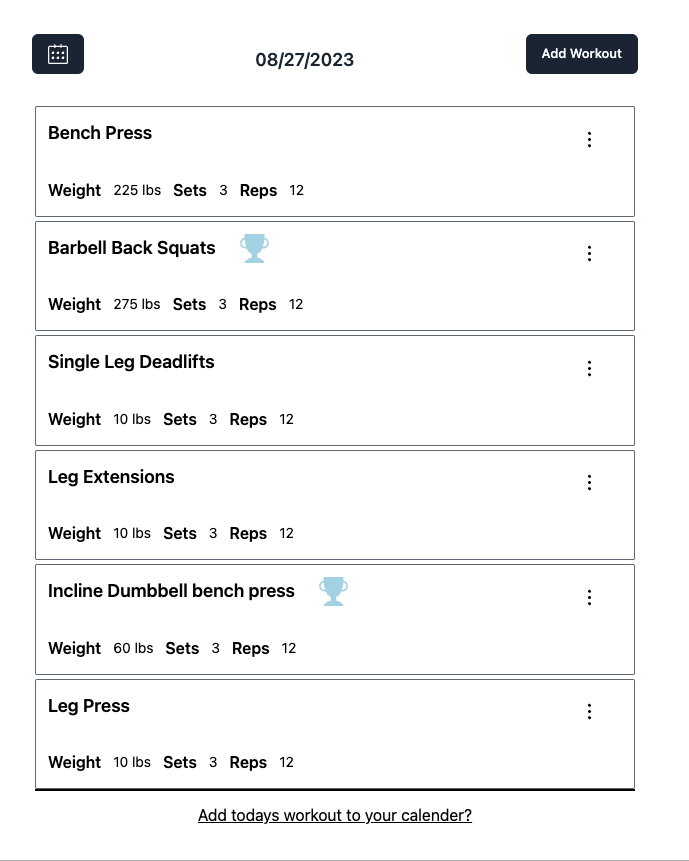 08/27/2023
Add Workout
Bench Press
Weight 225 lbs Sets 3 Reps 12
Barbell Back Squats
Weight 275 lbs Sets 3 Reps 12
Single Leg Deadlifts
Weight 10 lbs Sets 3 Reps 12
Leg Extensions
Weight 10 lbs Sets 3 Reps 12
Incline Dumbbell bench press
Weight 60 lbs Sets 3 Reps 12
Leg Press
Weight 10 lbs Sets 3 Reps 12
Add todays workout to your calender?